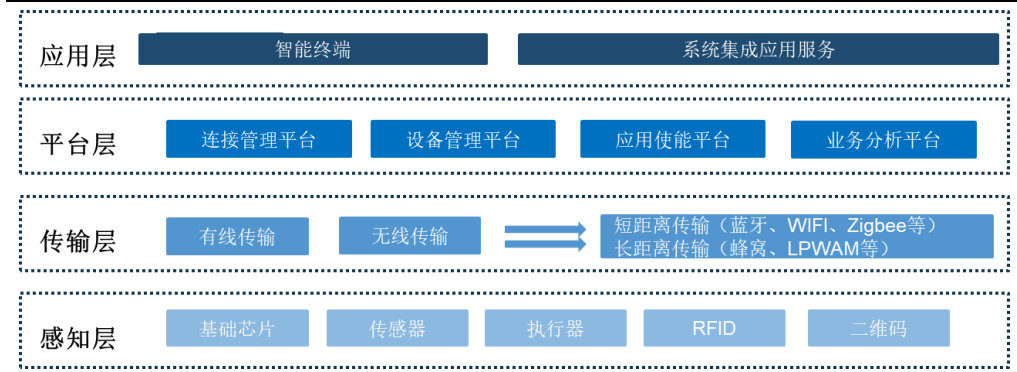 应用层
智能终端
系统集成应用服务
平台层
连接管理平台
设备管理平台
应用使能平台
业务分析平台
传输层
有线传输
无线传输
短距离传输（蓝牙、WIFI、Zigbee等）
长距离传输（蜂窝、LPWAM等）
感知层
基础芯片
传感器
执行器
RFID
二维码